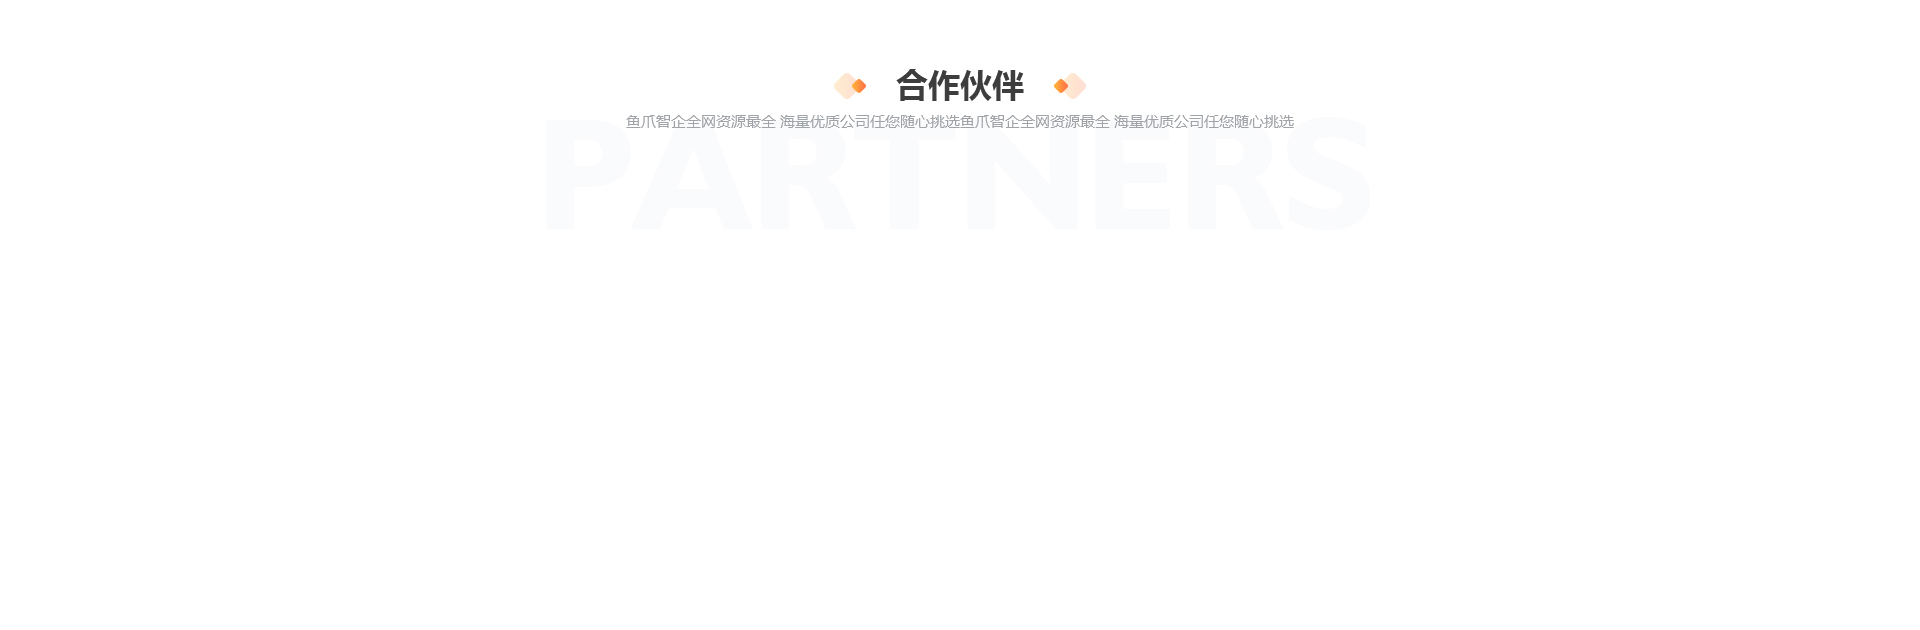 合作伙伴
鱼爪智企全网资源最全 海量优质公司任您随心挑选鱼爪智企全网资源最全 海量优质公司任您随心挑选
PARTNERS